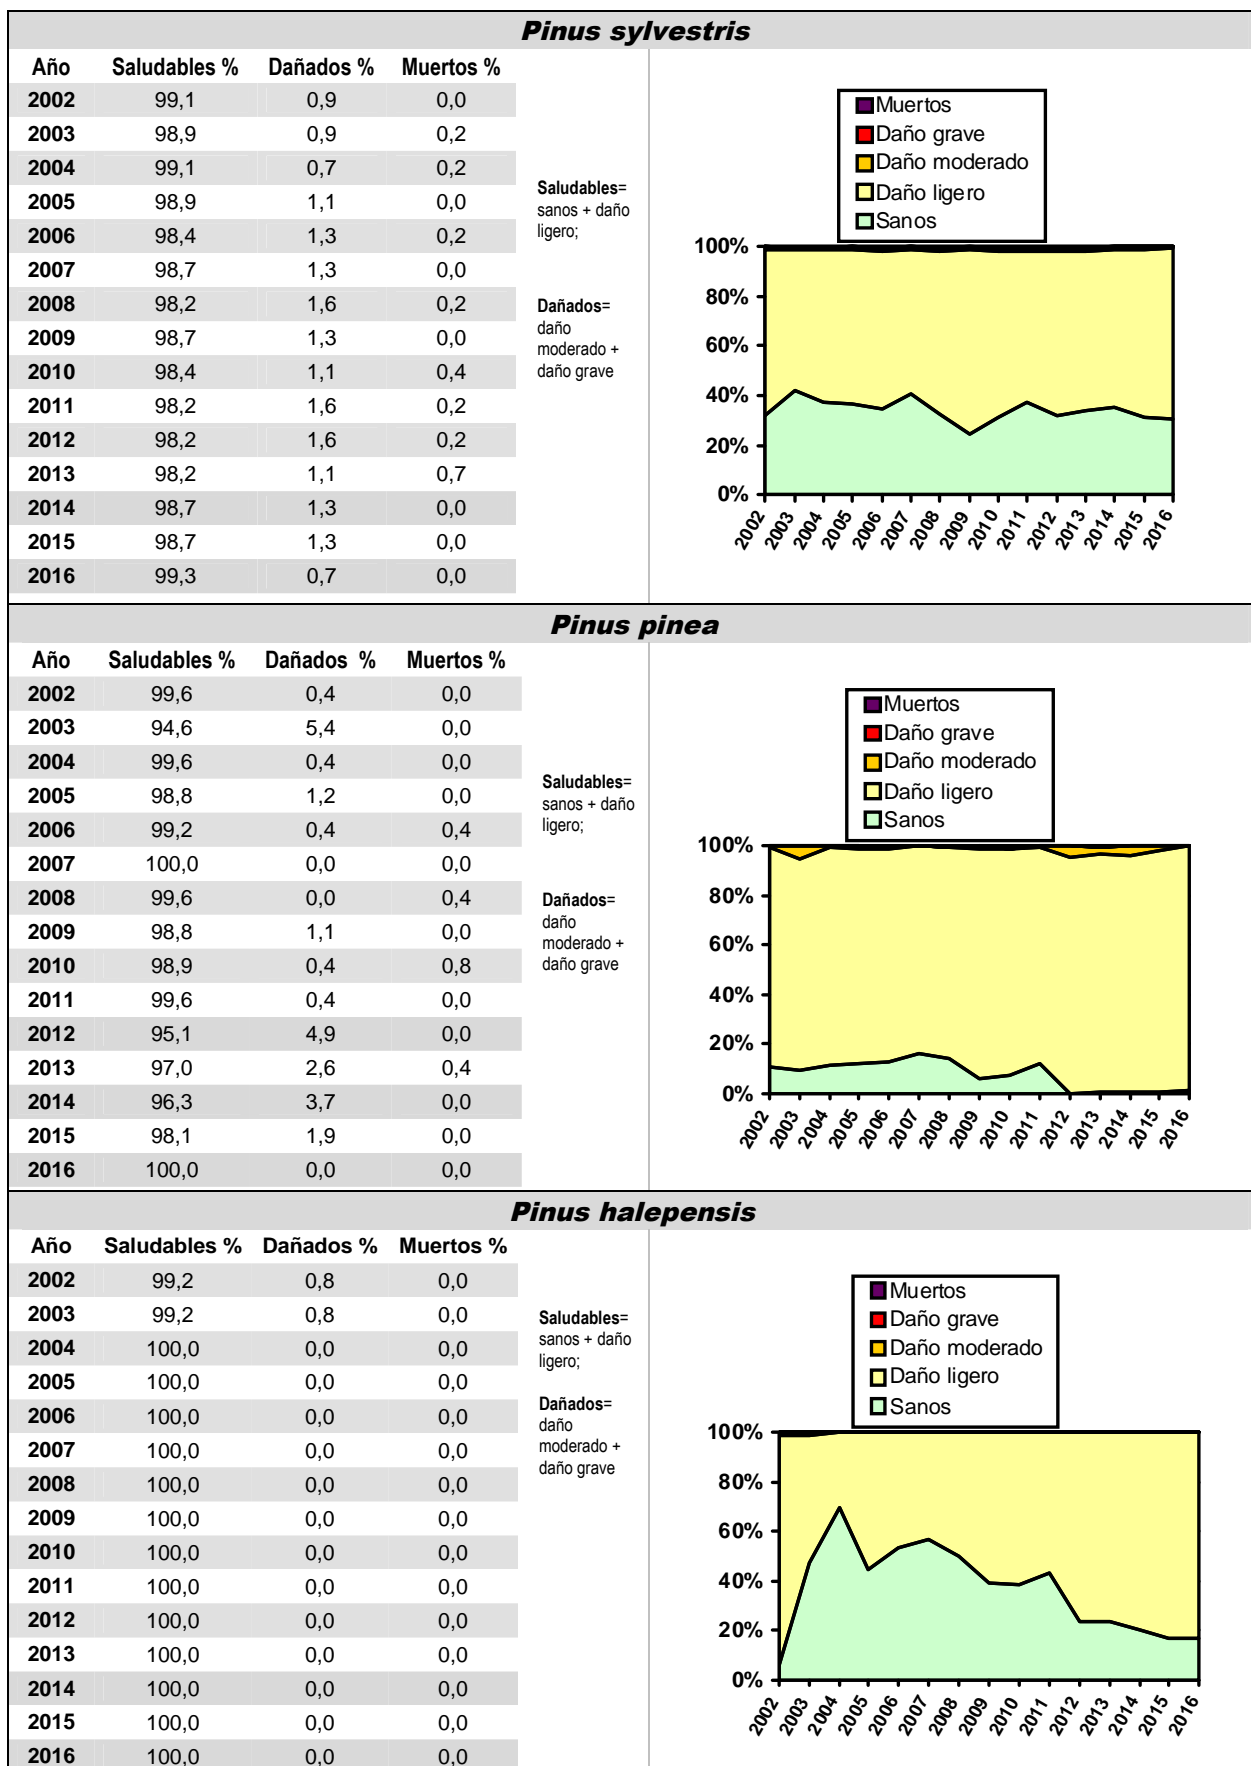 Pinus sylvestris
Año Saludables % Dañados % Muertos %
2002 99,1 0,9 0,0
2003 98,9 0,9 0,2
2004 99,1 0,7 0,2
2005 98,9 1,1 0,0
2006 98,4 1,3 0,2
2007 98,7 1,3 0,0
2008 98,2 1,6 0,2
2009 98,7 1,3 0,0
2010 98,4 1,1 0,4
2011 98,2 1,6 0,2
2012 98,2 1,6 0,2
2013 98,2 1,1 0,7
2014 98,7 1,3 0,0
2015 98,7 1,3 0,0
2016 99,3 0,7 0,0
Saludables=
sanos + daño
ligero;
Dañados=
daño
moderado +
daño grave
Muertos
Daño grave
Daño moderado
Daño ligero
Sanos
100%
80%
60%
40%
20%
0%
2002 2003 2004 2005 2006 2007 2008 2009 2010 2011 2012 2013 2014 2015 2016
Pinus pinea
Año Saludables % Dañados % Muertos %
2002 99,6 0,4 0,0
2003 94,6 5,4 0,0
2004 99,6 0,4 0,0
2005 98,8 1,2 0,0
2006 99,2 0,4 0,4
2007 100,0 0,0 0,0
2008 99,6 0,0 0,4
2009 98,8 1,1 0,0
2010 98,9 0,4 0,8
2011 99,6 0,4 0,0
2012 95,1 4,9 0,0
2013 97,0 2,6 0,4
2014 96,3 3,7 0,0
2015 98,1 1,9 0,0
2016 100,0 0,0 0,0
Saludables=
sanos + daño
ligero;
Dañados=
daño
moderado +
daño grave
Muertos
Daño grave
Daño moderado
Daño ligero
Sanos
100%
80%
60%
40%
20%
0%
2002 2003 2004 2005 2006 2007 2008 2009 2010 2011 2012 2013 2014 2015 2016
Pinus halepensis
Año Saludables % Dañados % Muertos %
2002 99,2 0,8 0,0
2003 99,2 0,8 0,0
2004 100,0 0,0 0,0
2005 100,0 0,0 0,0
2006 100,0 0,0 0,0
2007 100,0 0,0 0,0
2008 100,0 0,0 0,0
2009 100,0 0,0 0,0
2010 100,0 0,0 0,0
2011 100,0 0,0 0,0
2012 100,0 0,0 0,0
2013 100,0 0,0 0,0
2014 100,0 0,0 0,0
2015 100,0 0,0 0,0
2016 100,0 0,0 0,0
Saludables=
sanos + daño
ligero;
Dañados=
daño
moderado +
daño grave
Muertos
Daño grave
Daño moderado
Daño ligero
Sanos
100%
80%
60%
40%
20%
0%
2002 2003 2004 2005 2006 2007 2008 2009 2010 2011 2012 2013 2014 2015 2016